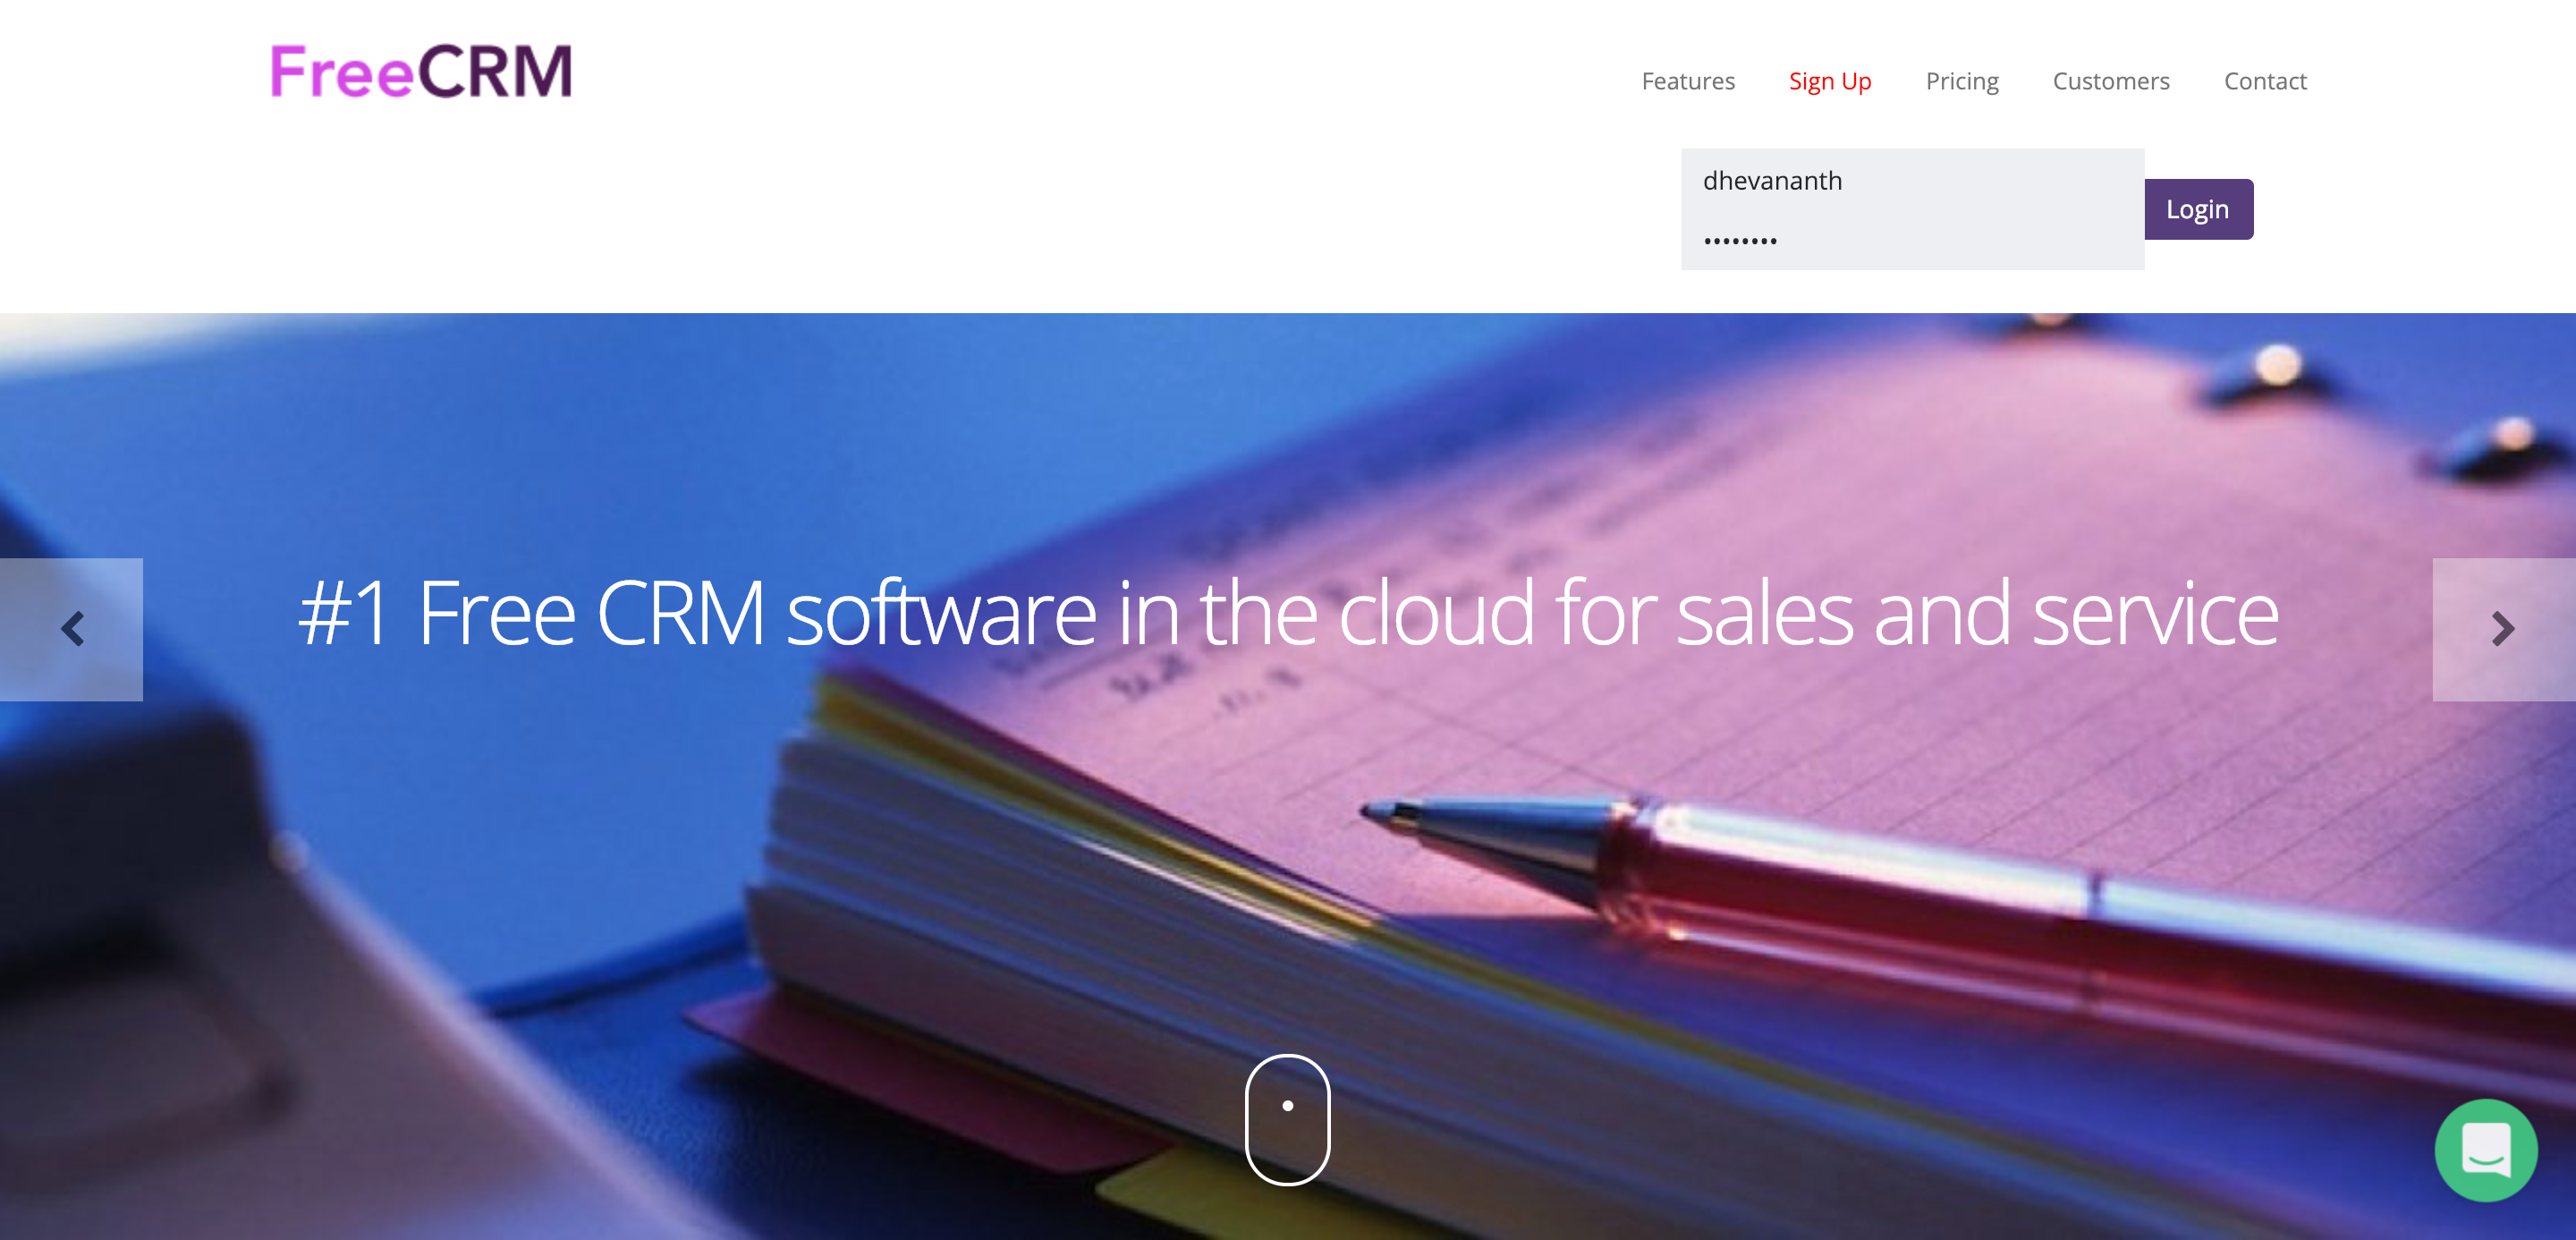 FreeCRM
Features Sign Up Pricing Customers Contact
dhevananth
••••••••
Login
#1 Free CRM software in the cloud for sales and service